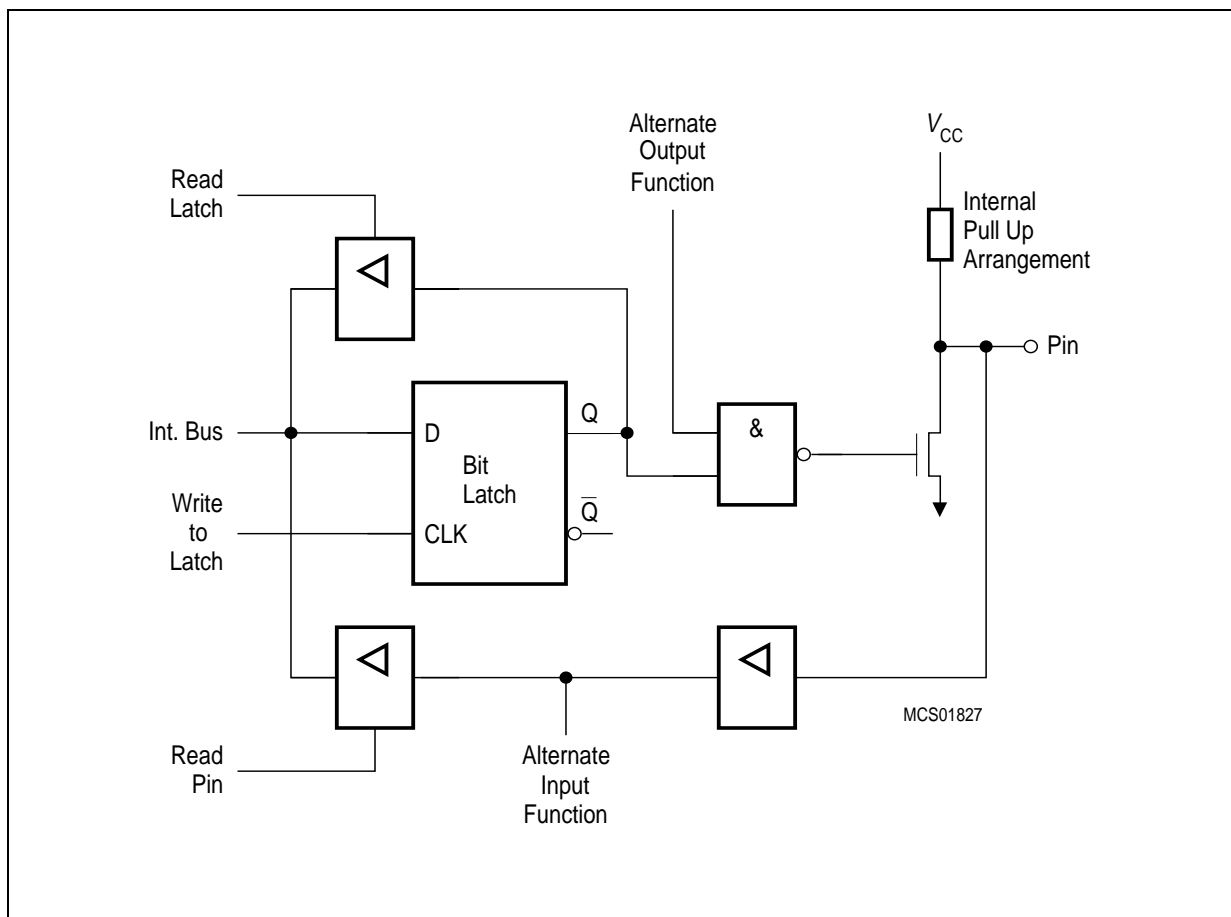 Alternate
Output
Function
V CC
Read
Latch
Internal
Pull Up
Arrangement
Pin
Q
&
Int. Bus
D
Bit
Latch
Write
to
Latch
CLK
Q̅
MCS01827
Read
Pin
Alternate
Input
Function